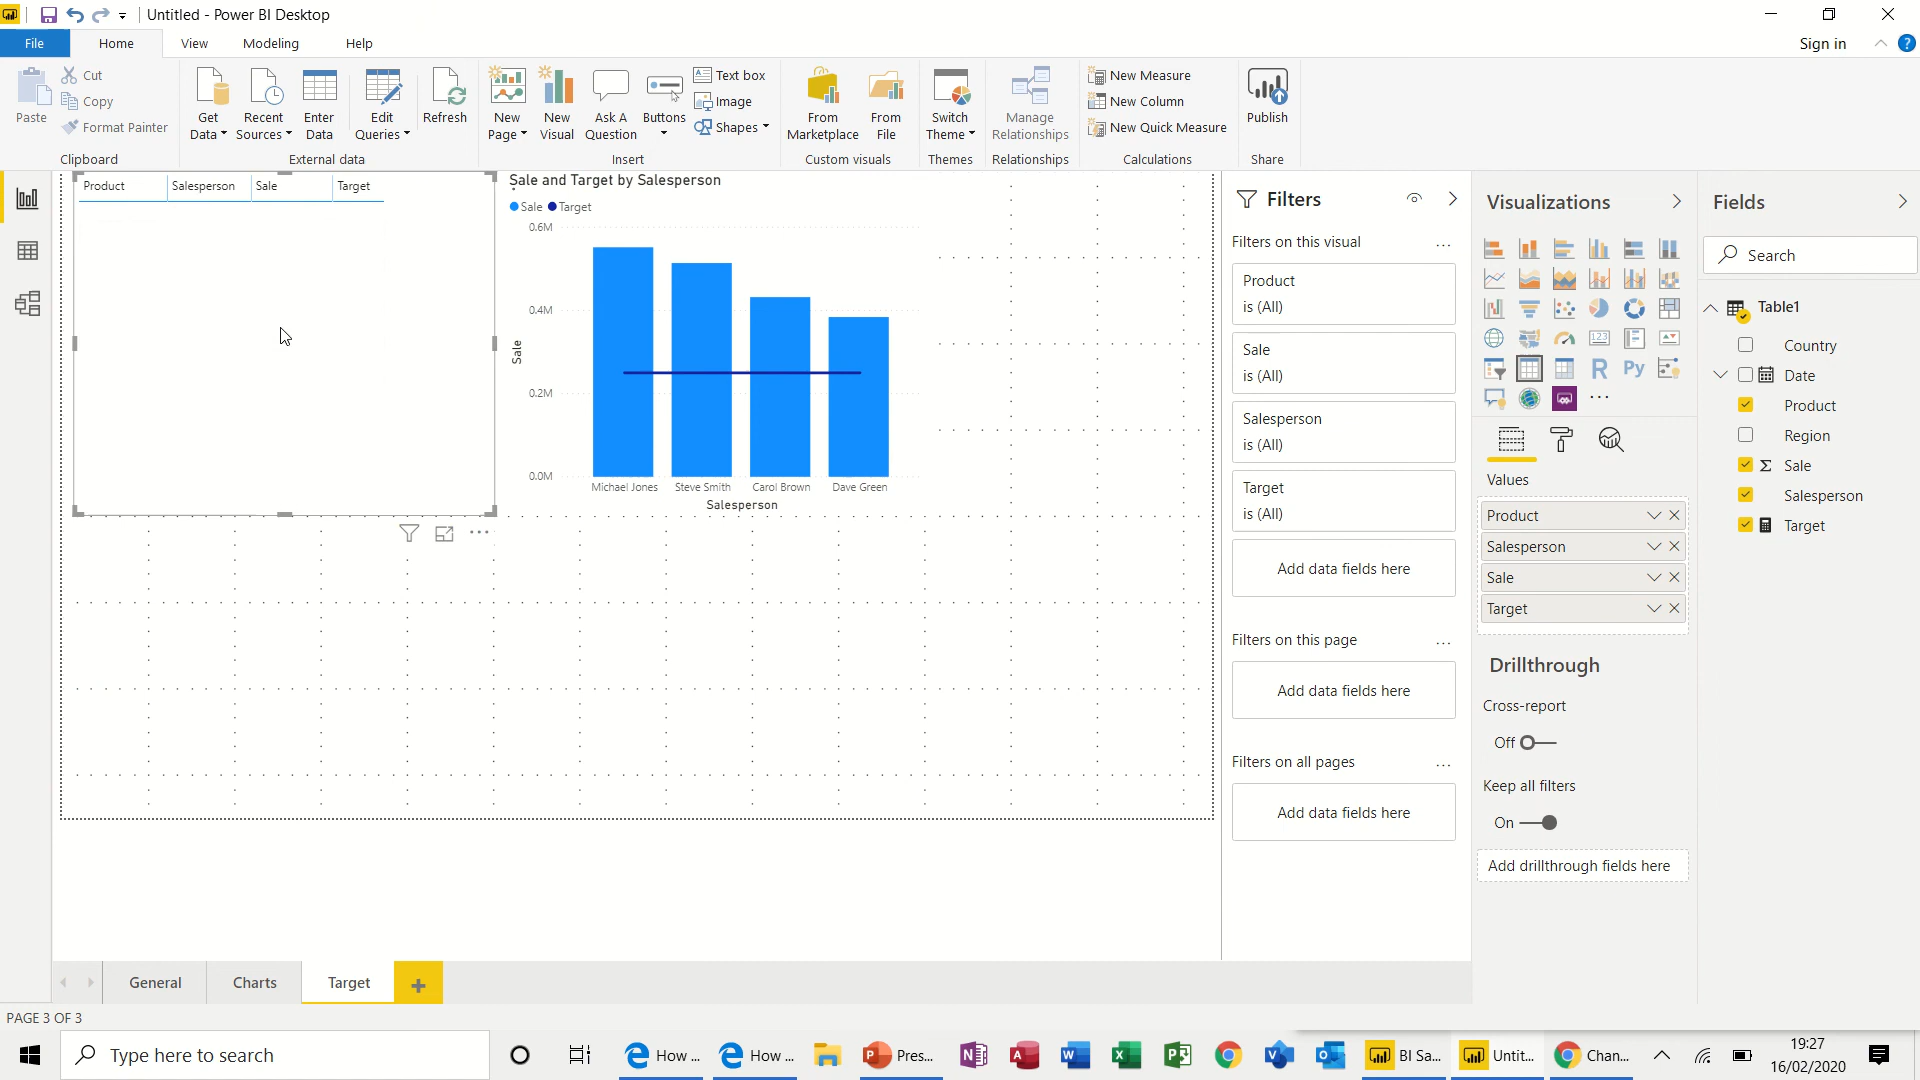 Untitled - Power BI Desktop
File Home View Modeling Help Sign in
Paste
Cut
Copy
Format Painter
Clipboard
Get Data
Recent Sources
Enter Data
Edit Queries
Refresh
External data
New Page
New Visual
Ask A Question
Buttons
Text box
Image
Shapes
Insert
From Marketplace
From File
Custom visuals
Switch Theme
Themes
Manage Relationships
Relationships
New Measure
New Column
New Quick Measure
Calculations
Publish
Share
Product Salesperson Sale Target
Sale and Target by Salesperson
Sale Target
0.6M
0.4M
0.2M
0.0M
Sale
Michael Jones Steve Smith Carol Brown Dave Green
Salesperson
Filters
Filters on this visual ...
Product
is (All)
Sale
is (All)
Salesperson
is (All)
Target
is (All)
Add data fields here
Filters on this page ...
Add data fields here
Filters on all pages ...
Add data fields here
Visualizations
123
R Py
...
Values
Product
Salesperson
Sale
Target
Drillthrough
Cross-report
Off
Keep all filters
On
Add drillthrough fields here
Fields
Search
Table1
Country
Date
Product
Region
Σ Sale
Salesperson
Target
General Charts Target +
PAGE 3 OF 3
Type here to search
How ... How ... Pres... BI Sa... Untit... Chan...
19:27
16/02/2020